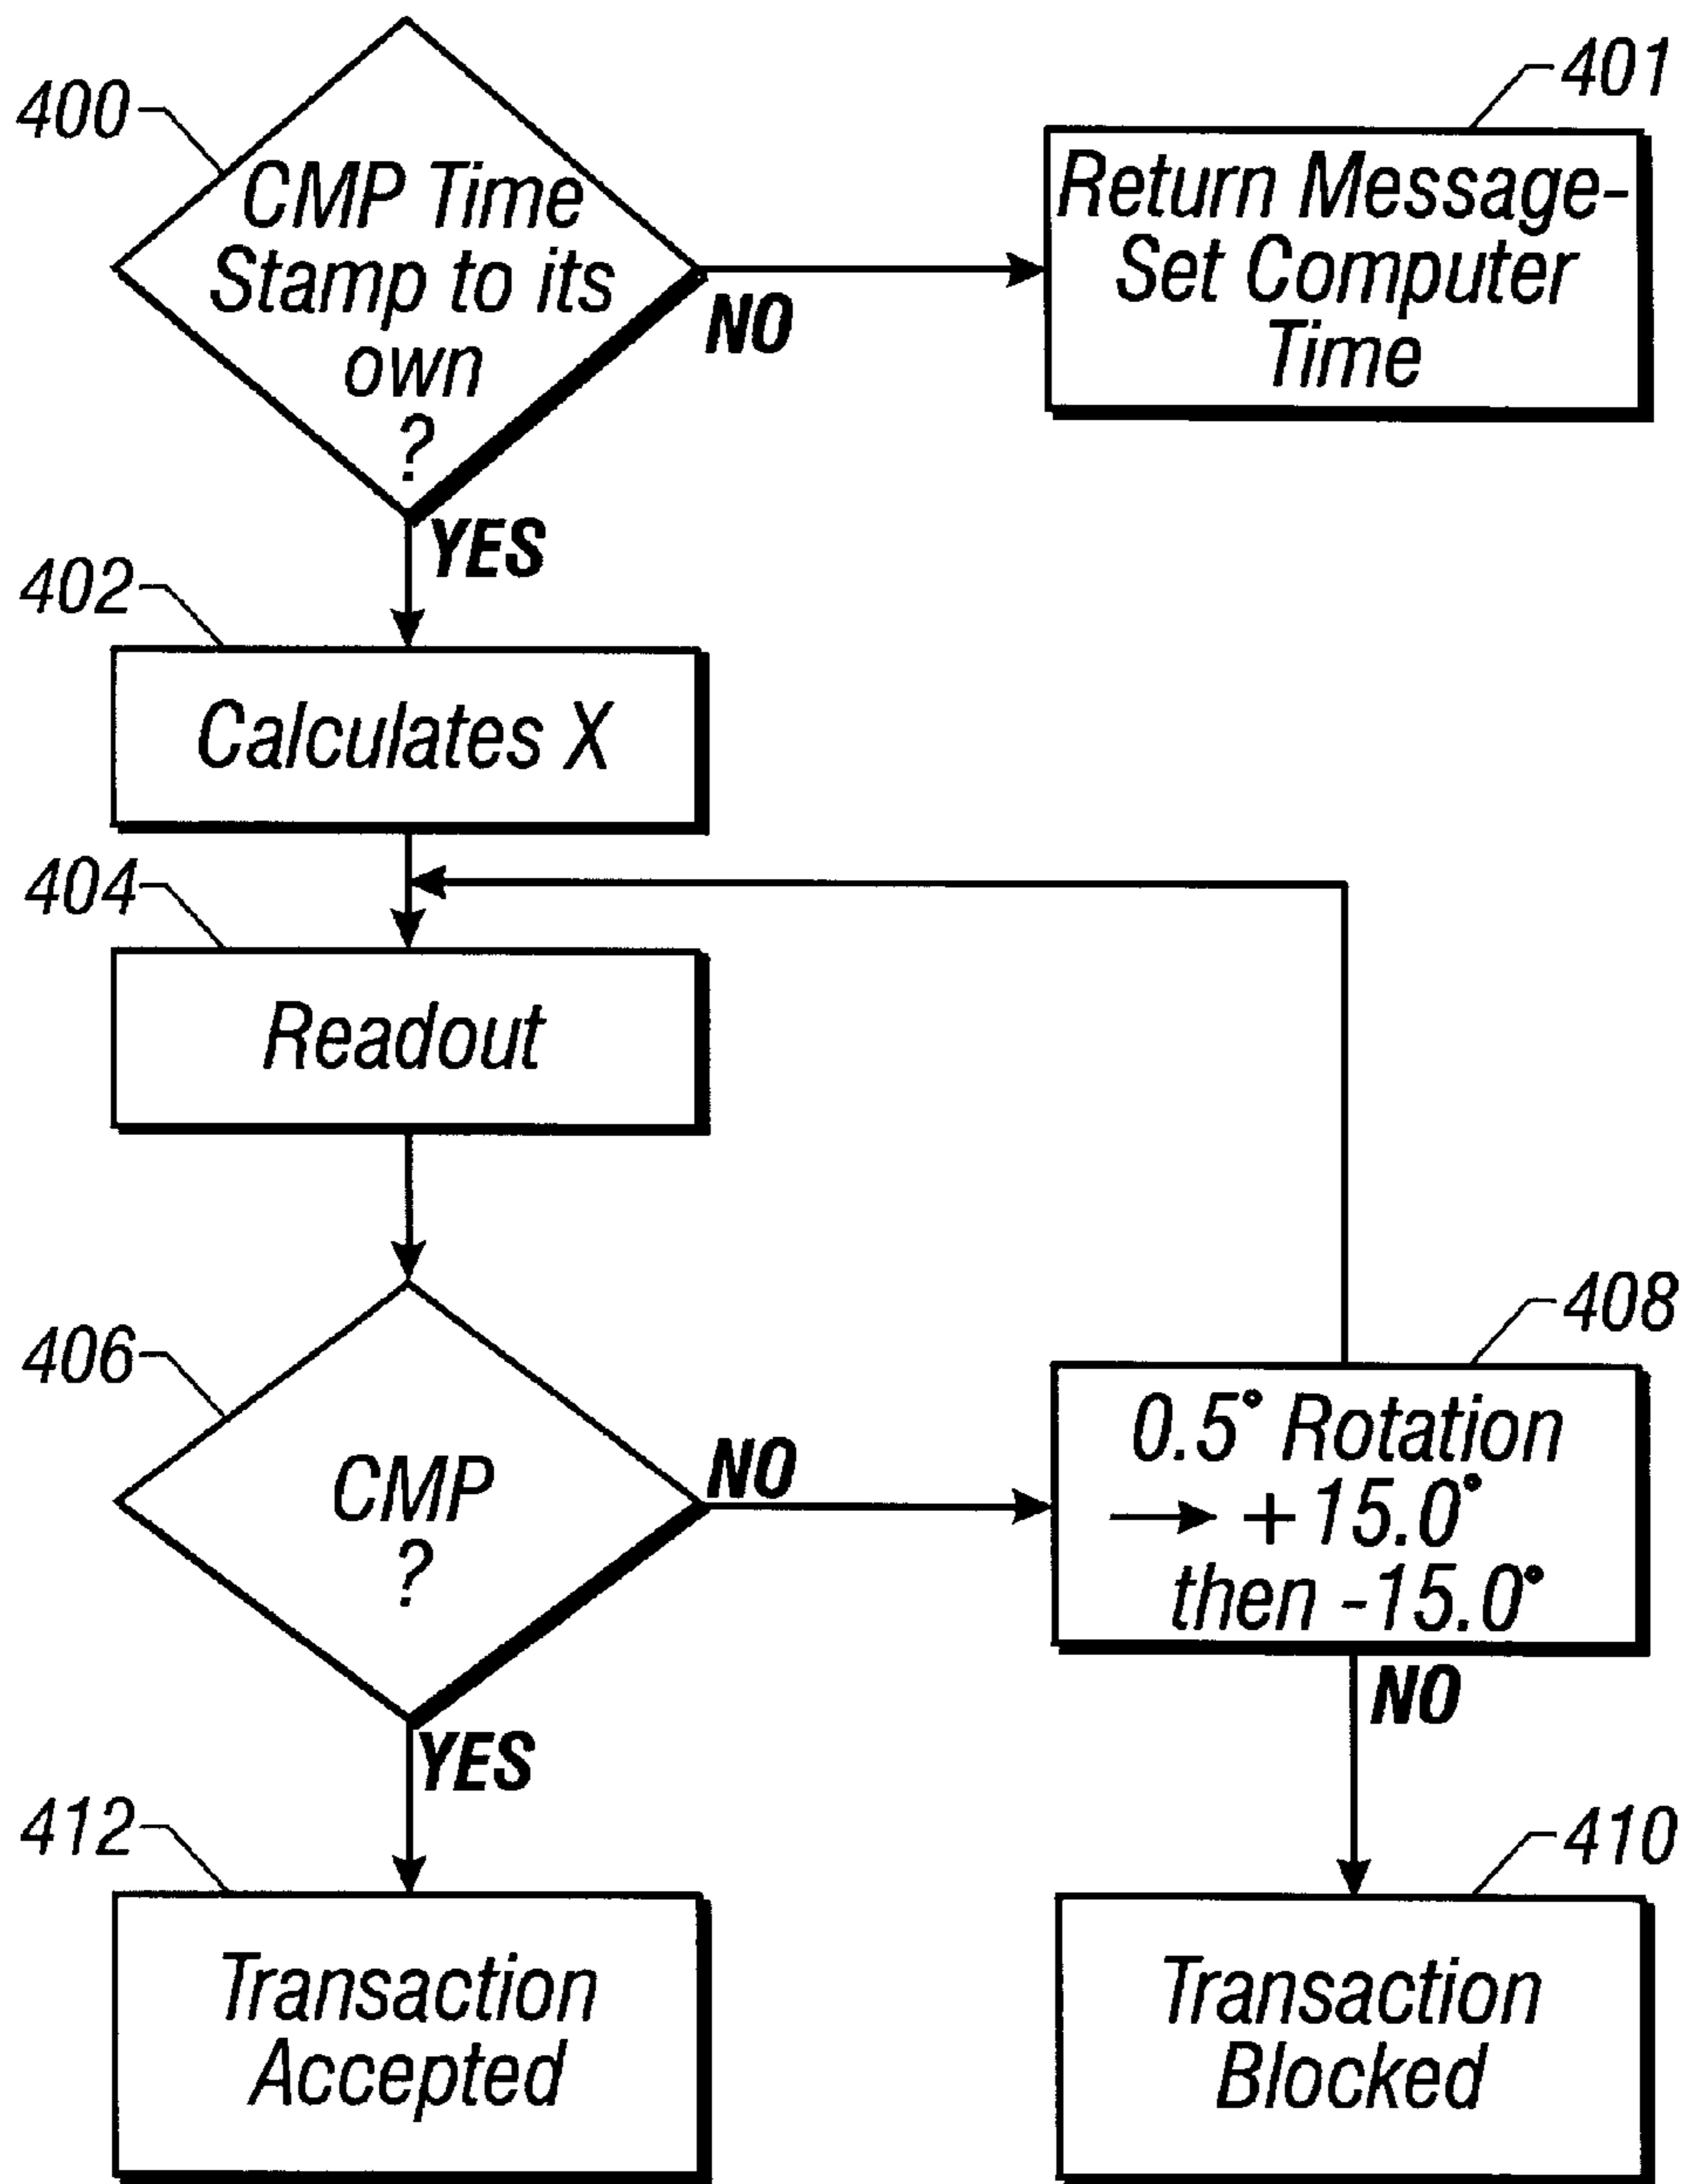 400
CMP Time
Stamp to its
own
?
NO
YES
401
Return Message-
Set Computer
Time
402
Calculates X
404
Readout
406
CMP
?
NO
YES
408
0.5° Rotation
+ 15.0°
then -15.0°
NO
412
Transaction
Accepted
410
Transaction
Blocked